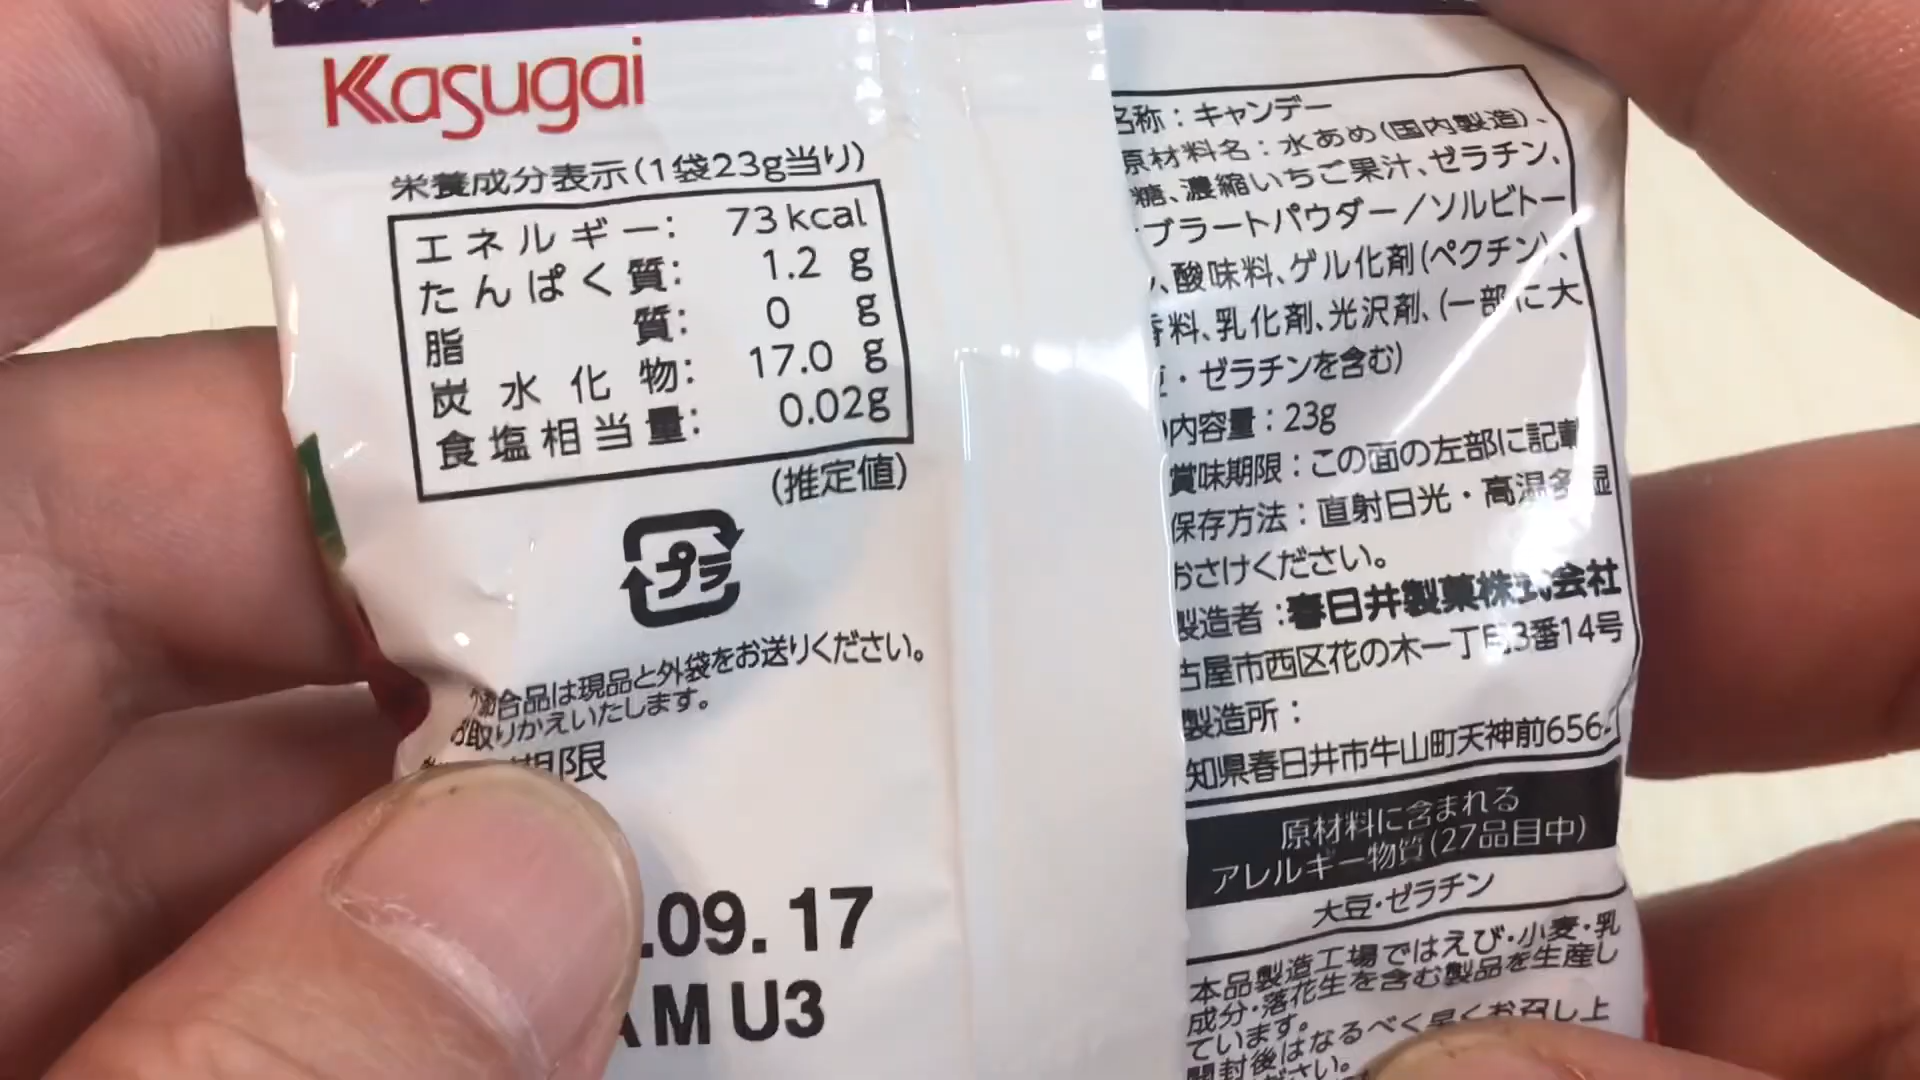 Kasugai
栄養成分表示(1袋23g当り)
エネルギー: 73kcal
たんぱく質: 1.2 g
脂質: 0 g
炭水化物: 17.0 g
食塩相当量: 0.02g
(推定値)
プラ
合品は現品と外袋をお送りください。
取りかえいたします。
期限
.09.17
AM U3
名称:キャンデー
原材料名:水あめ(国内製造)、
糖、濃縮いちご果汁、ゼラチン、
ブラートパウダー/ソルビトー
、酸味料、ゲル化剤(ペクチン)、
料、乳化剤、光沢剤、(一部に大
・ゼラチンを含む)
内容量:23g
賞味期限:この面の左部に記載
保存方法:直射日光・高温多湿
おさけください。
製造者:春日井製菓株式会社
古屋市西区花の木一丁目3番14号
製造所:
知県春日井市牛山町天神前656-
原材料に含まれる
アレルギー物質(27品目中)
大豆・ゼラチン
本品製造工場ではえび・小麦・乳
成分・落花生を含む製品を生産し
ています。
開封後はなるべく早くお召し上
ださい。